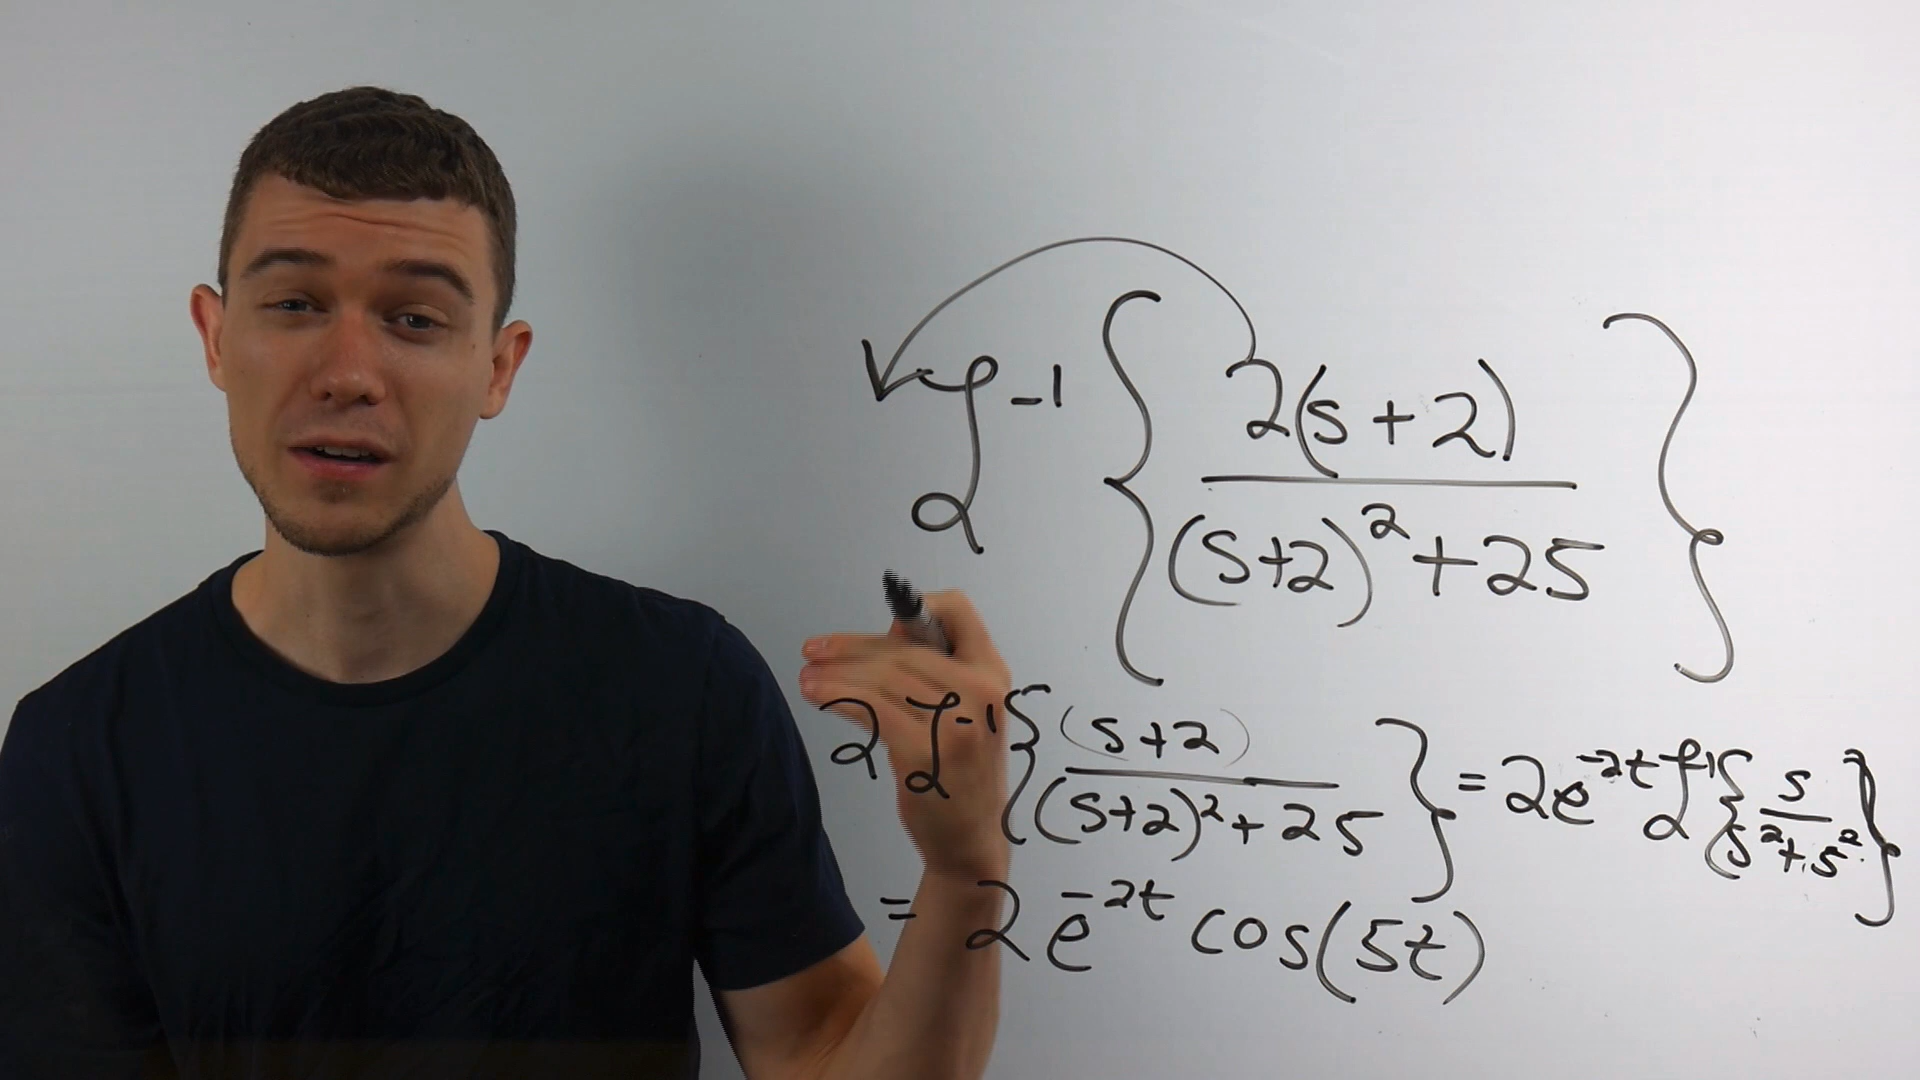 ℒ⁻¹ { 2(s+2) / (s+2)² + 25 }
2ℒ⁻¹ { (s+2) / (s+2)² + 25 } = 2e⁻²ᵗ ℒ⁻¹ { s / s² + 5² }
= 2e⁻²ᵗ cos(5t)